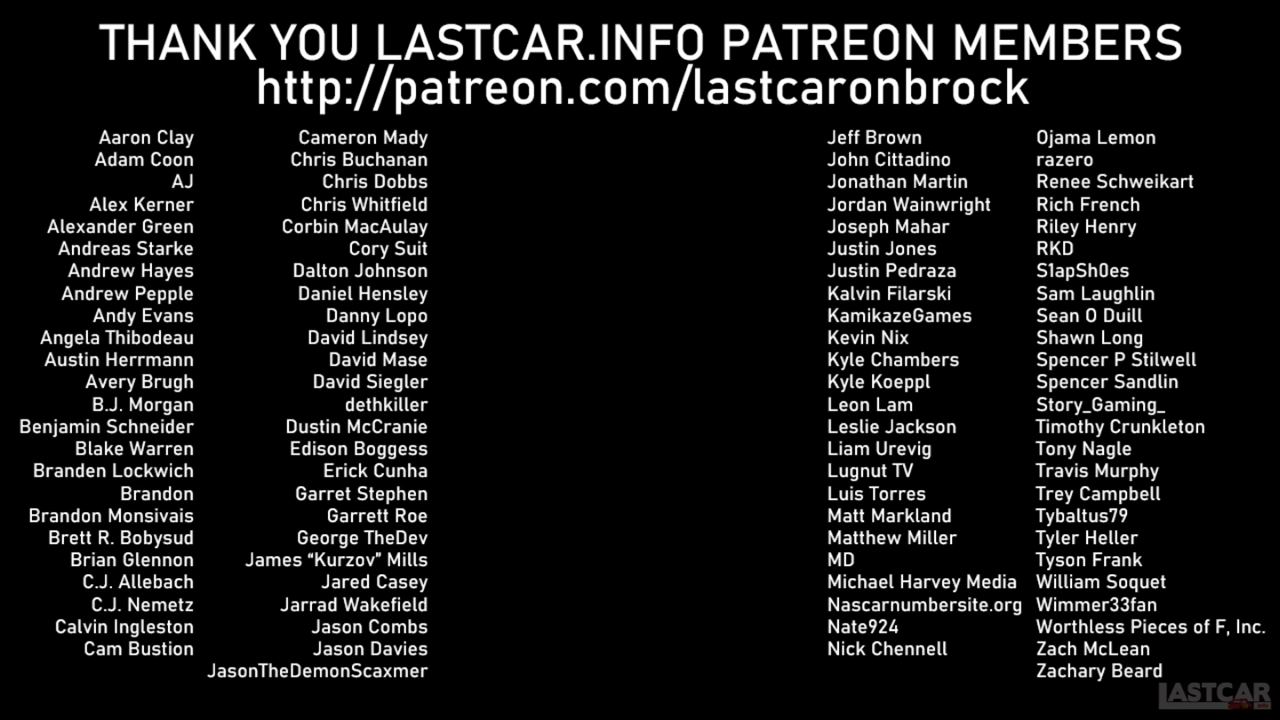 THANK YOU LASTCAR.INFO PATREON MEMBERS
http://patreon.com/lastcaronbrock
Aaron Clay
Adam Coon
AJ
Alex Kerner
Alexander Green
Andreas Starke
Andrew Hayes
Andrew Pepple
Andy Evans
Angela Thibodeau
Austin Herrmann
Avery Brugh
B.J. Morgan
Benjamin Schneider
Blake Warren
Branden Lockwich
Brandon
Brandon Monsivais
Brett R. Bobysud
Brian Glennon
C.J. Allebach
C.J. Nemetz
Calvin Ingleston
Cam Bustion
Cameron Mady
Chris Buchanan
Chris Dobbs
Chris Whitfield
Corbin MacAulay
Cory Suit
Dalton Johnson
Daniel Hensley
Danny Lopo
David Lindsey
David Mase
David Siegler
dethkiller
Dustin McCranie
Edison Boggess
Erick Cunha
Garret Stephen
Garrett Roe
George TheDev
James “Kurzov” Mills
Jared Casey
Jarrad Wakefield
Jason Combs
Jason Davies
JasonTheDemonScaxmer
Jeff Brown
John Cittadino
Jonathan Martin
Jordan Wainwright
Joseph Mahar
Justin Jones
Justin Pedraza
Kalvin Filarski
KamikazeGames
Kevin Nix
Kyle Chambers
Kyle Koeppl
Leon Lam
Leslie Jackson
Liam Urevig
Lugnut TV
Luis Torres
Matt Markland
Matthew Miller
MD
Michael Harvey Media
Nascarnumbersite.org
Nate924
Nick Chennell
Ojama Lemon
razero
Renee Schweikart
Rich French
Riley Henry
RKD
S1apSh0es
Sam Laughlin
Sean O Duill
Shawn Long
Spencer P Stilwell
Spencer Sandlin
Story_Gaming_
Timothy Crunkleton
Tony Nagle
Travis Murphy
Trey Campbell
Tybaltus79
Tyler Heller
Tyson Frank
William Soquet
Wimmer33fan
Worthless Pieces of F, Inc.
Zach McLean
Zachary Beard
LASTCAR